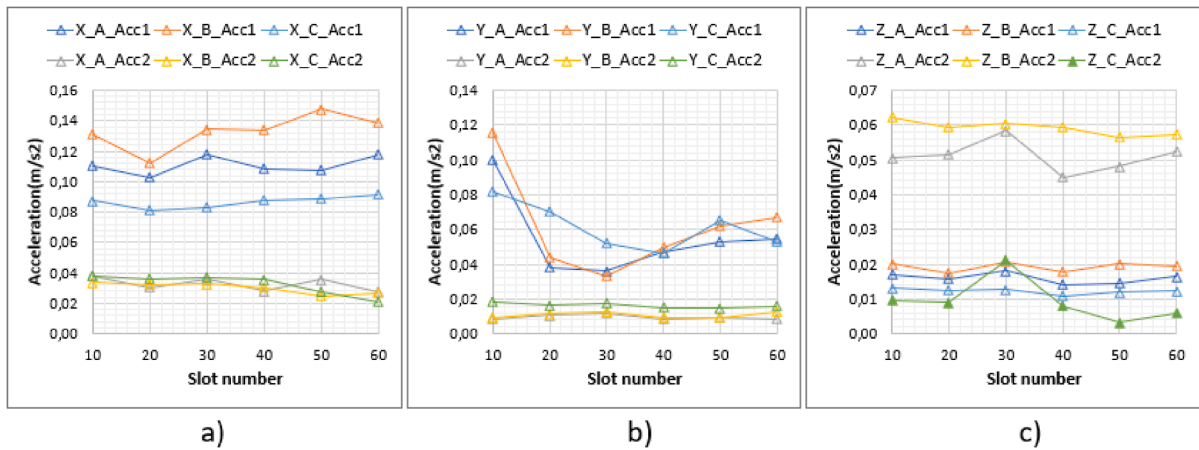 X_A_Acc1 X_B_Acc1 X_C_Acc1
X_A_Acc2 X_B_Acc2 X_C_Acc2
Acceleration(m/s2)
0,16
0,14
0,12
0,10
0,08
0,06
0,04
0,02
0,00
10 20 30 40 50 60
Slot number
a)
Y_A_Acc1 Y_B_Acc1 Y_C_Acc1
Y_A_Acc2 Y_B_Acc2 Y_C_Acc2
Acceleration(m/s2)
0,14
0,12
0,10
0,08
0,06
0,04
0,02
0,00
10 20 30 40 50 60
Slot number
b)
Z_A_Acc1 Z_B_Acc1 Z_C_Acc1
Z_A_Acc2 Z_B_Acc2 Z_C_Acc2
Acceleration(m/s2)
0,07
0,06
0,05
0,04
0,03
0,02
0,01
0,00
10 20 30 40 50 60
Slot number
c)